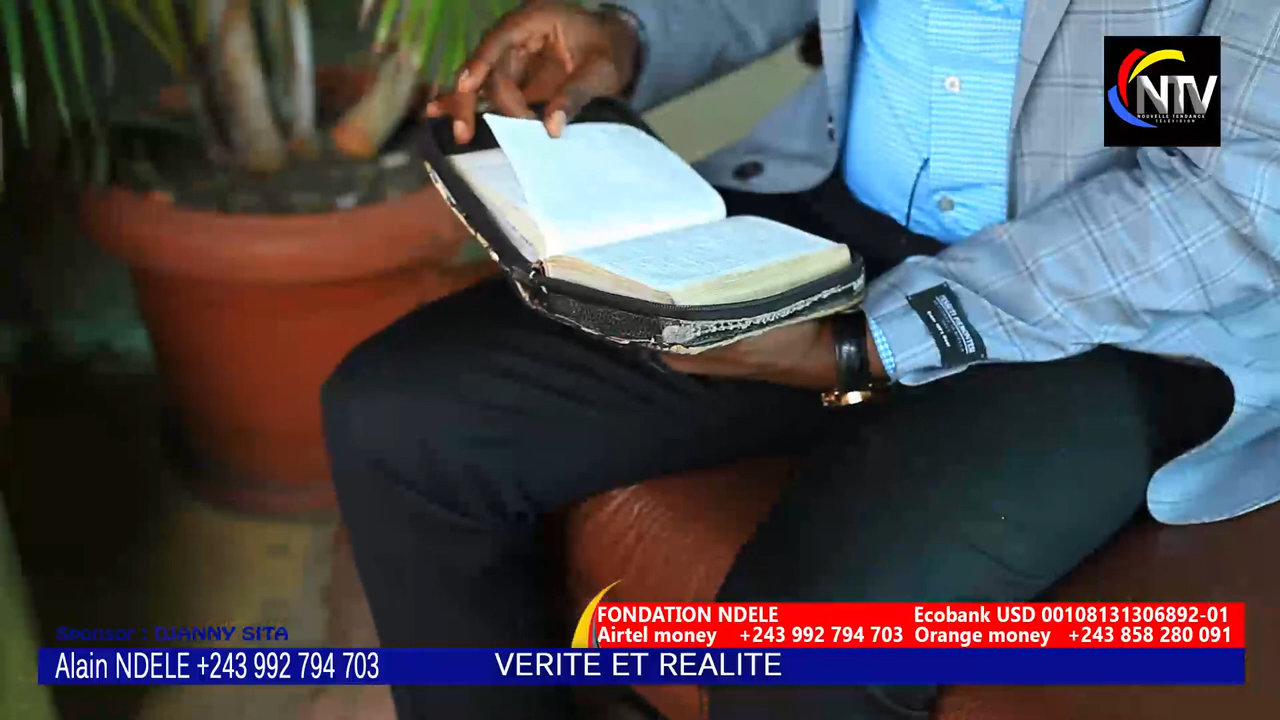 NTV
NOUVELLE TENDANCE
TELEVISION
Sponsor : DJANNY SITA
FONDATION NDELE
Ecobank USD 00108131306892-01
Airtel money +243 992 794 703
Orange money +243 858 280 091
Alain NDELE +243 992 794 703
VERITE ET REALITE